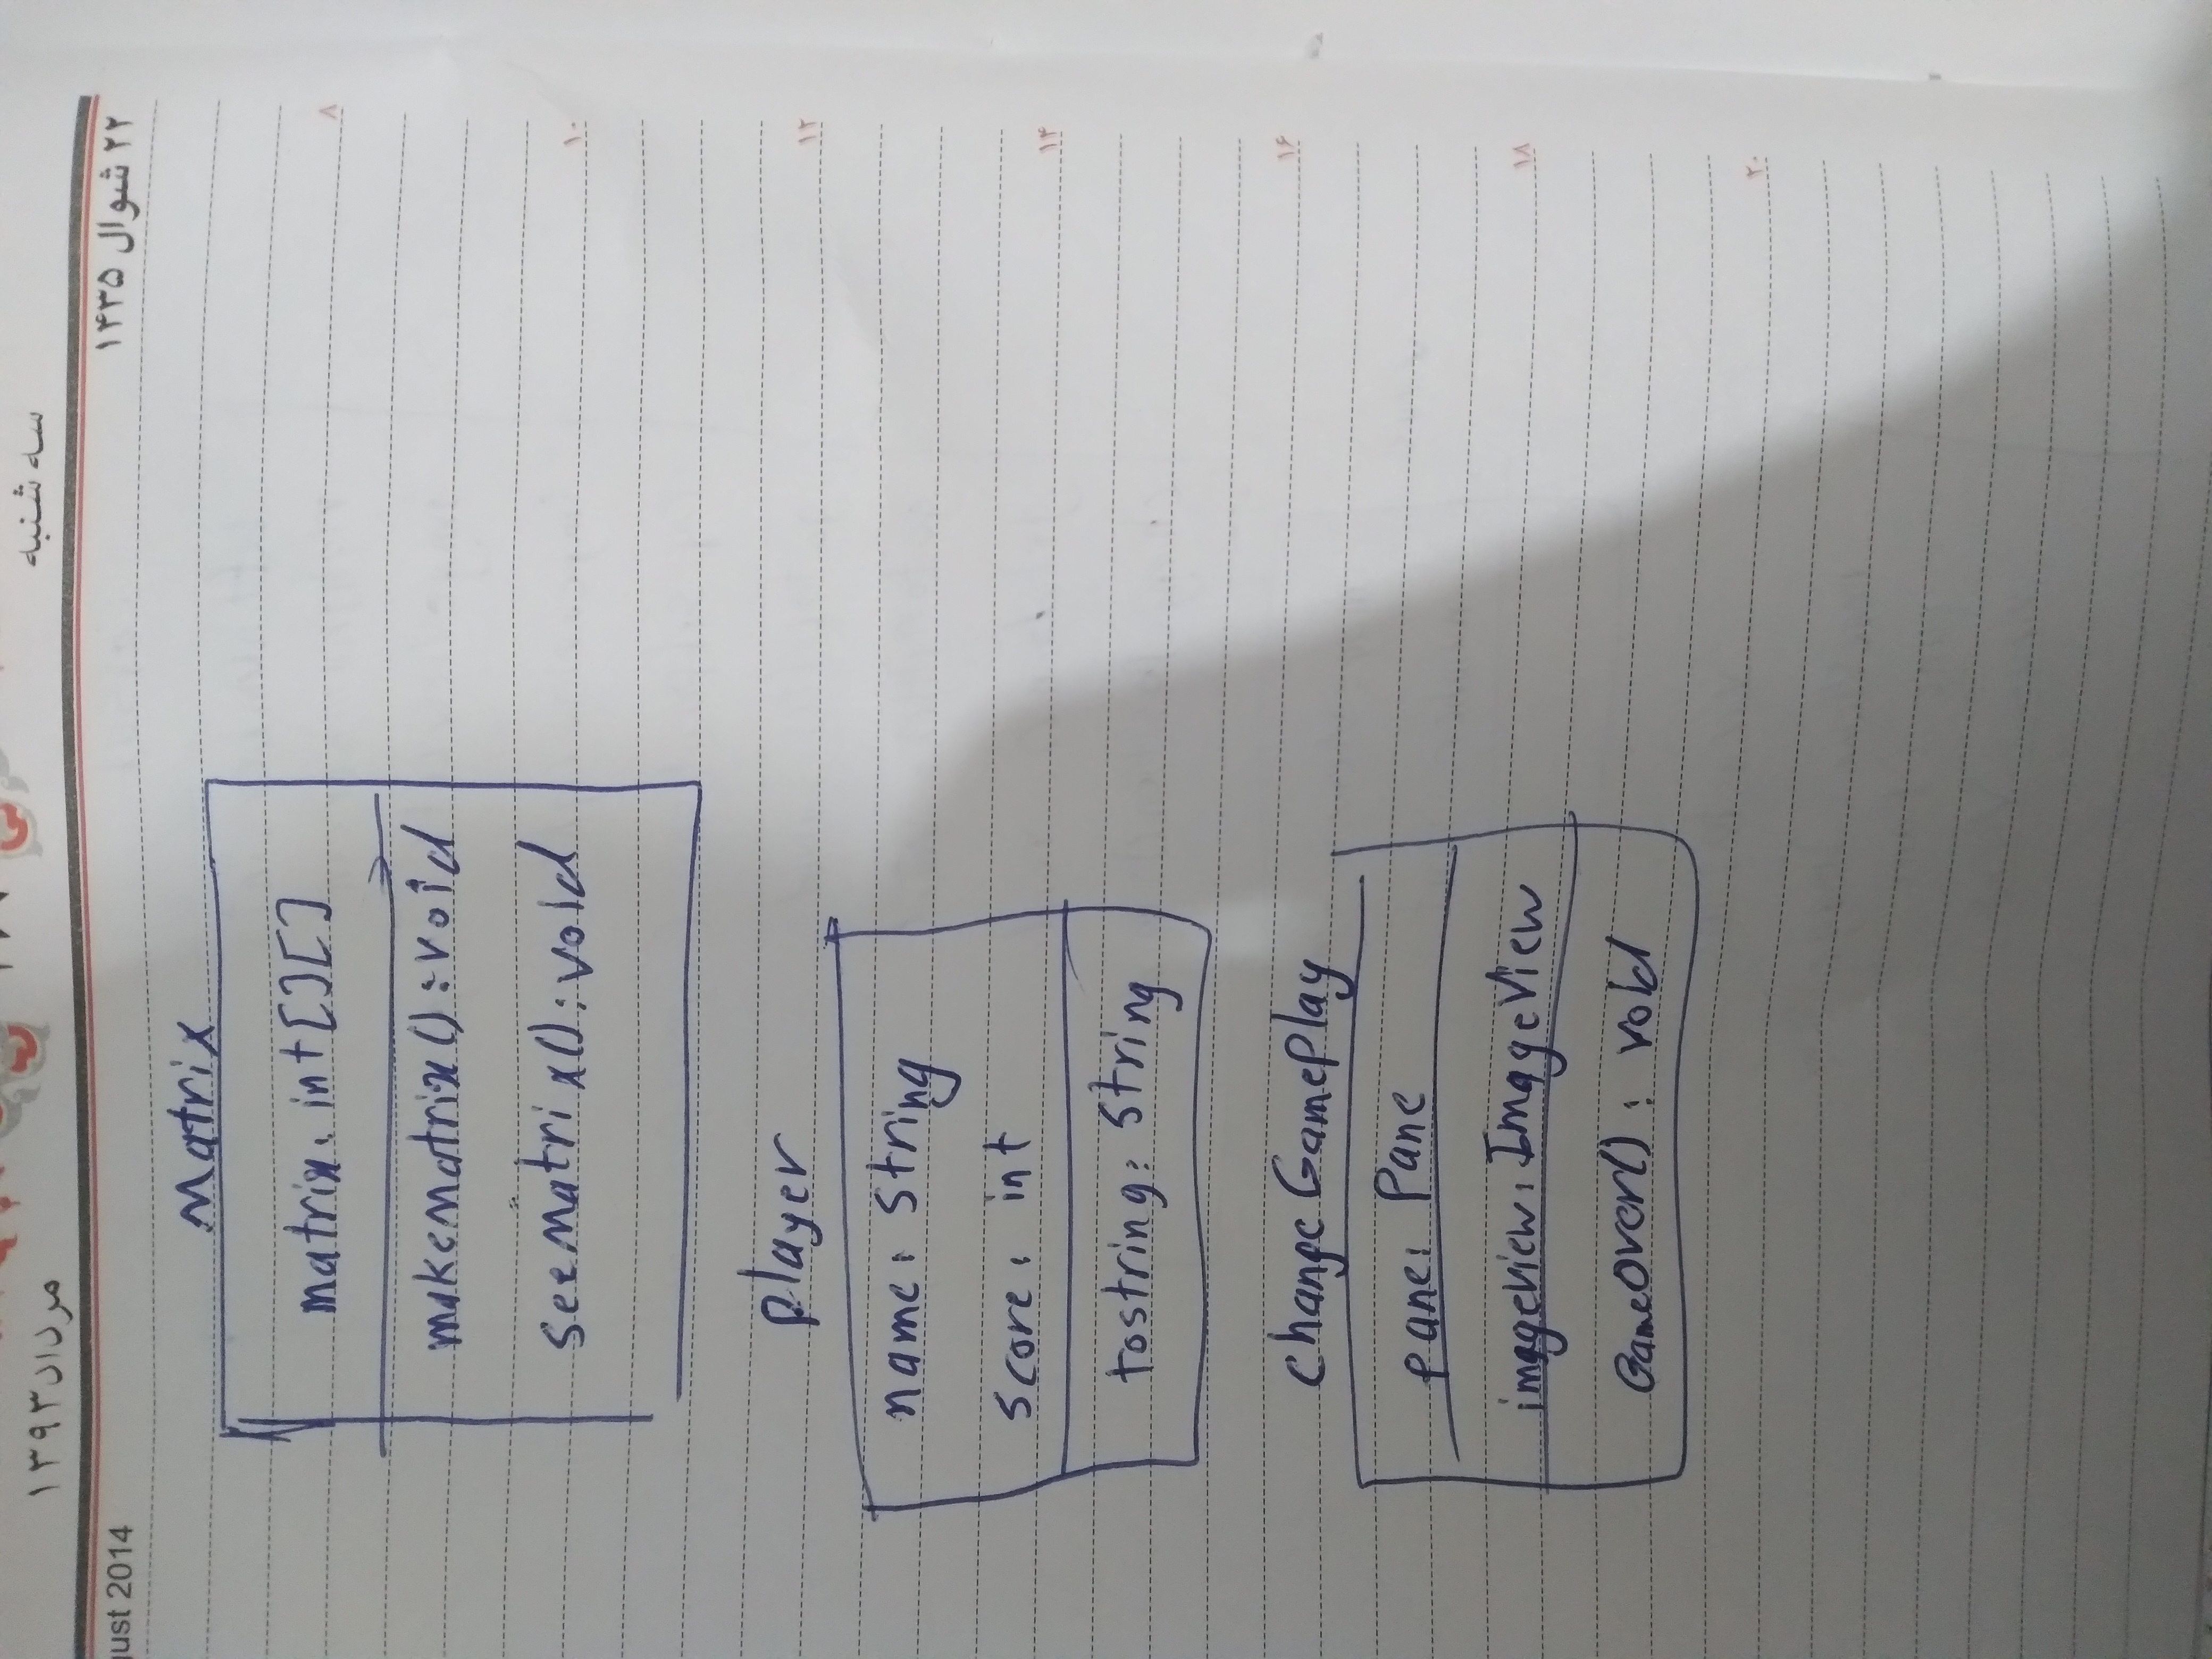 سه شنبه
مرداد ۱۳۹۳
۲۲ شوال ۱۴۳۵
2014
Matrix
matrix: int[][]
۸
makematrix():void
seematrix():void
۱۰
player
۱۲
name: String
score: int
۱۴
tostring: String
changeGameplay
۱۶
pane: Pane
imageview: ImageView
۱۸
GameOver(): void
۲۰